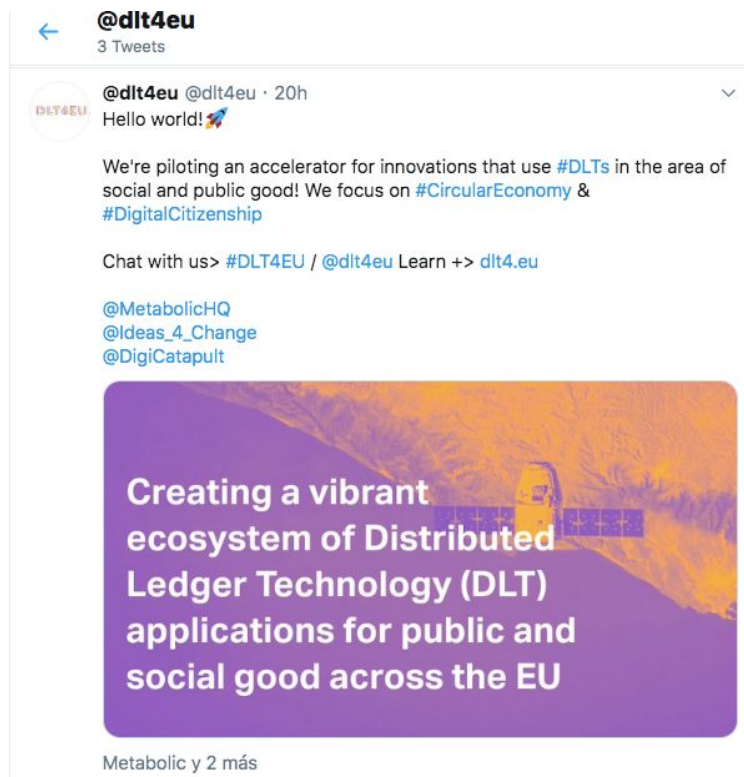 @dlt4eu
3 Tweets
DLT4EU
@dlt4eu @dlt4eu · 20h
Hello world!🚀
We're piloting an accelerator for innovations that use #DLTs in the area of
social and public good! We focus on #CircularEconomy &
#DigitalCitizenship
Chat with us> #DLT4EU / @dlt4eu Learn +> dlt4.eu
@MetabolicHQ
@Ideas_4_Change
@DigiCatapult
Creating a vibrant
ecosystem of Distributed
Ledger Technology (DLT)
applications for public and
social good across the EU
Metabolic y 2 más